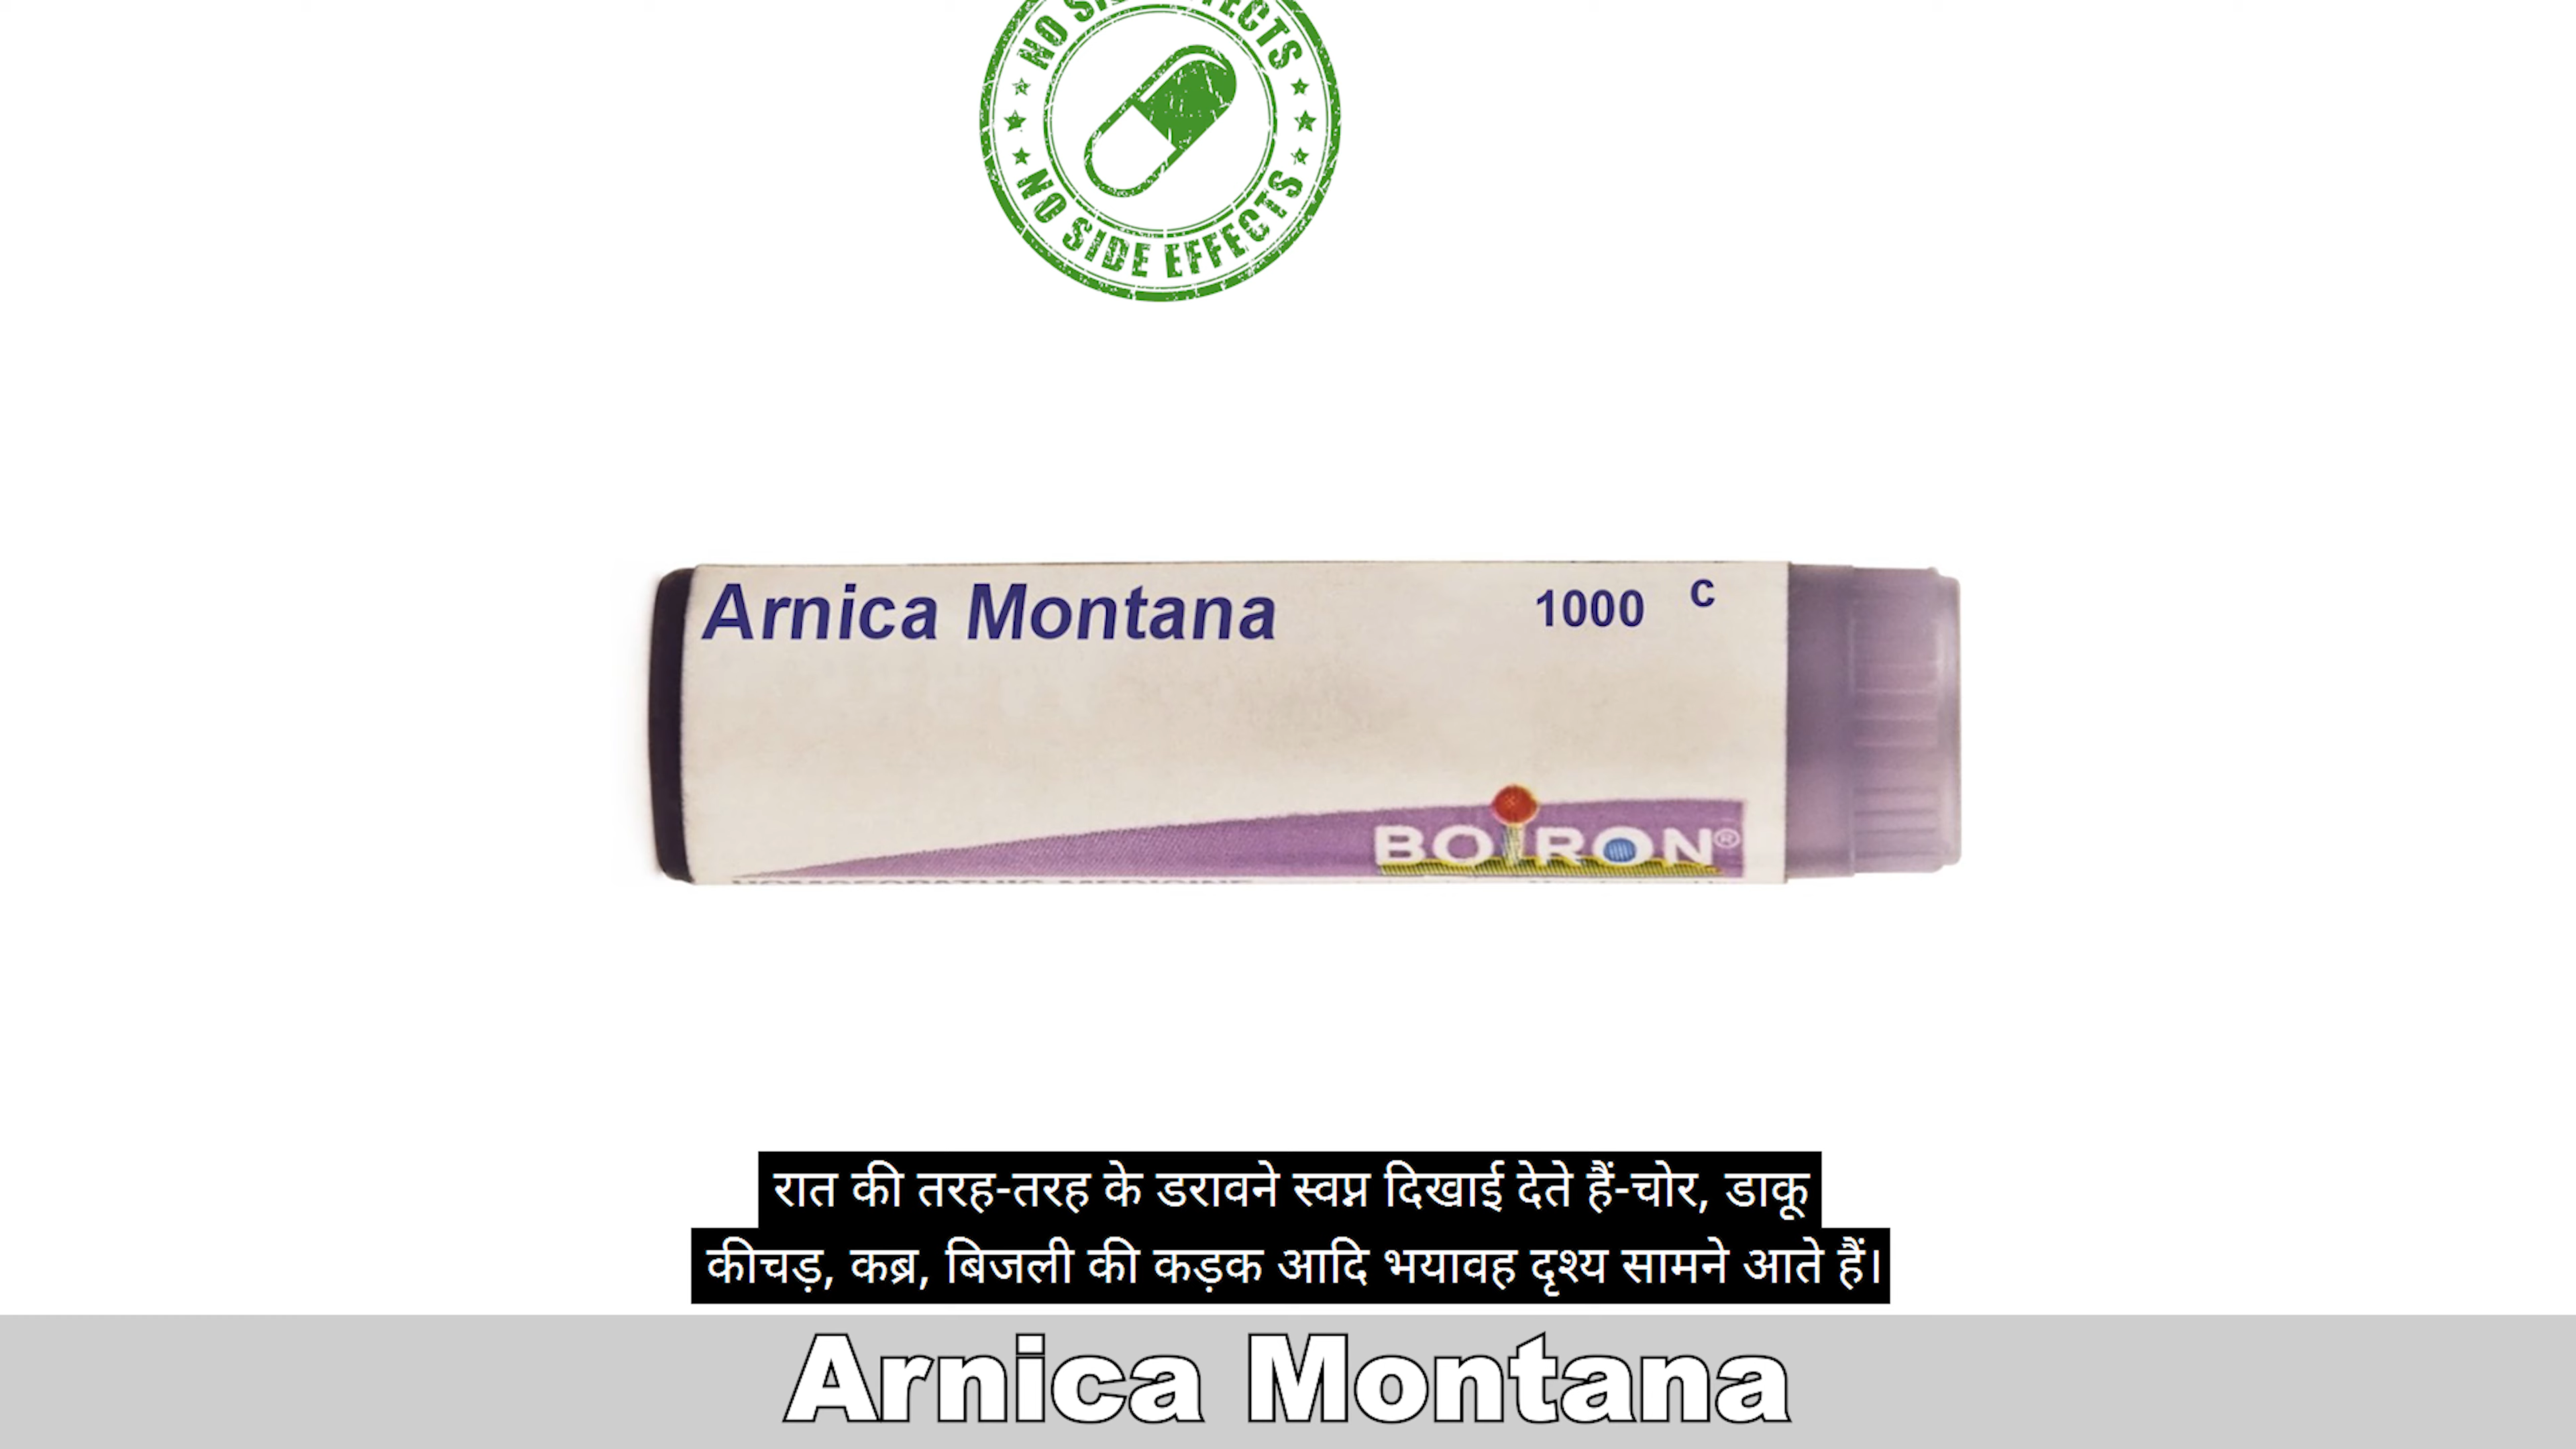 NO SIDE EFFECTS
NO SIDE EFFECTS
Arnica Montana 1000 C
BOIRON®
रात की तरह-तरह के डरावने स्वप्न दिखाई देते हैं-चोर, डाकू
कीचड़, कब्र, बिजली की कड़क आदि भयावह दृश्य सामने आते हैं।
Arnica Montana